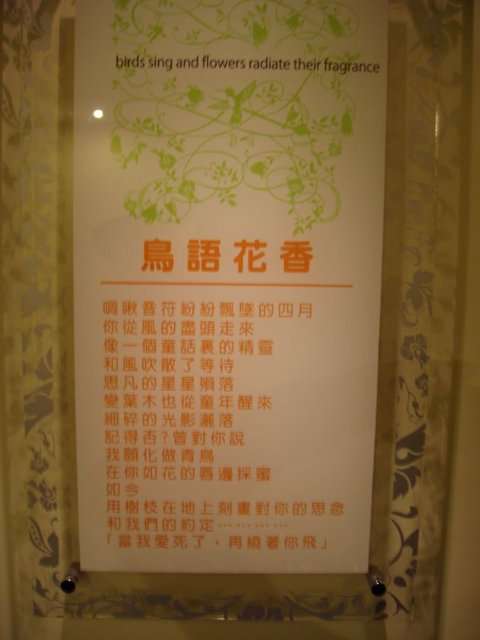 birds sing and flowers radiate their fragrance
鳥語花香
啁啾音符紛紛飄墜的四月
你從風的盡頭走來
像一個童話裏的精靈
和風吹散了等待
思凡的星星殞落
變葉木也從童年醒來
細碎的光影灑落
記得否?曾對你說
我願化做青鳥
在你如花的唇邊採蜜
如今
用樹枝在地上刻畫對你的思念
和我們的約定…………
「當我愛死了，再繞著你飛」